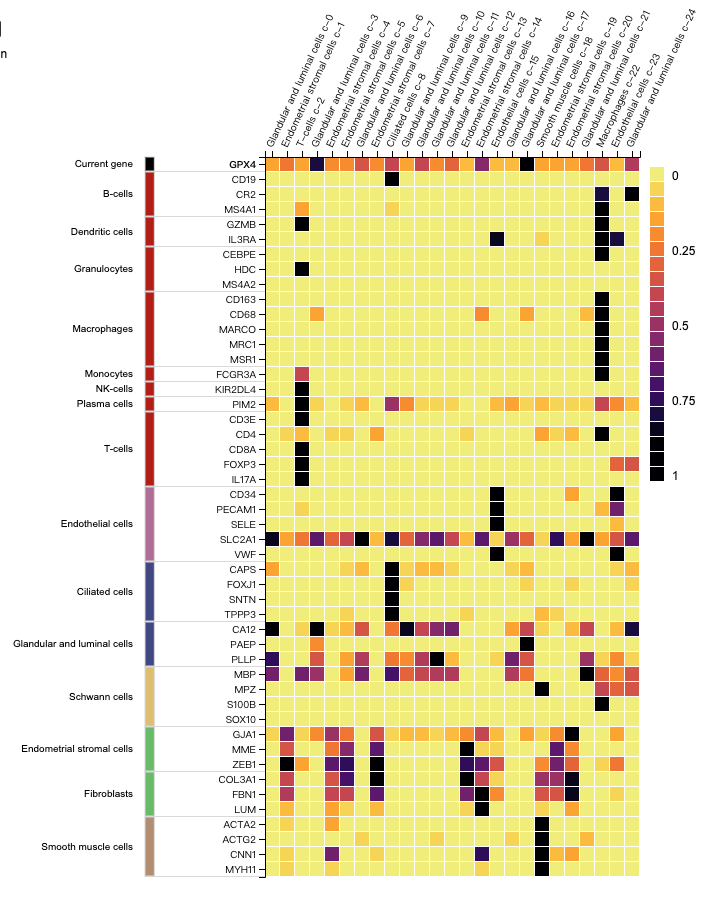 n
Glandular and luminal cells c-0
Endometrial stromal cells c-1
T-cells c-2
Glandular and luminal cells c-3
Endometrial stromal cells c-4
Endometrial stromal cells c-5
Glandular and luminal cells c-6
Endometrial stromal cells c-7
Ciliated cells c-8
Glandular and luminal cells c-9
Glandular and luminal cells c-10
Glandular and luminal cells c-11
Glandular and luminal cells c-12
Endometrial stromal cells c-13
Endometrial stromal cells c-14
Endothelial cells c-15
Glandular and luminal cells c-16
Glandular and luminal cells c-17
Smooth muscle cells c-18
Endometrial stromal cells c-19
Endometrial stromal cells c-20
Glandular and luminal cells c-21
Macrophages c-22
Endothelial cells c-23
Glandular and luminal cells c-24
Current gene GPX4
B-cells
CD19
CR2
MS4A1
Dendritic cells
GZMB
IL3RA
Granulocytes
CEBPE
HDC
MS4A2
Macrophages
CD163
CD68
MARCO
MRC1
MSR1
Monocytes FCGR3A
NK-cells KIR2DL4
Plasma cells PIM2
T-cells
CD3E
CD4
CD8A
FOXP3
IL17A
Endothelial cells
CD34
PECAM1
SELE
SLC2A1
VWF
Ciliated cells
CAPS
FOXJ1
SNTN
TPPP3
Glandular and luminal cells
CA12
PAEP
PLLP
Schwann cells
MBP
MPZ
S100B
SOX10
Endometrial stromal cells
GJA1
MME
ZEB1
Fibroblasts
COL3A1
FBN1
LUM
Smooth muscle cells
ACTA2
ACTG2
CNN1
MYH11
0
0.25
0.5
0.75
1